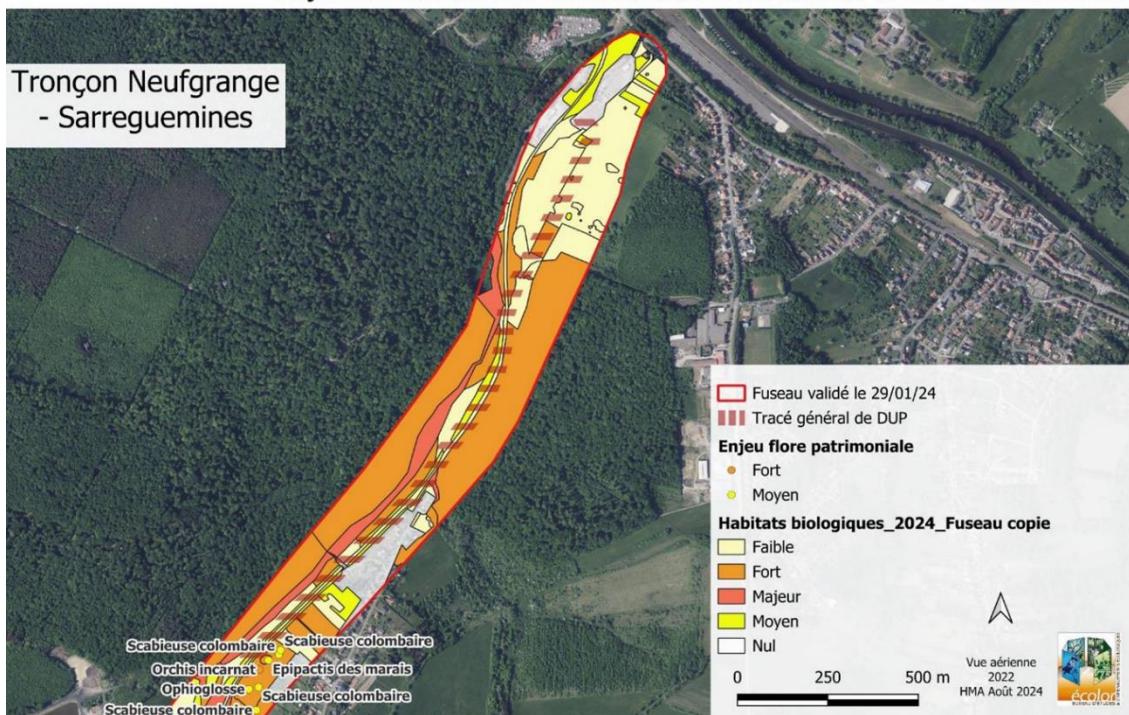 Tronçon Neufgrange
- Sarreguemines
Fuseau validé le 29/01/24
Tracé général de DUP
Enjeu flore patrimoniale
Fort
Moyen
Habitats biologiques_2024_Fuseau copie
Faible
Fort
Majeur
Moyen
Nul
Scabieuse colombaire
Scabieuse colombaire
Orchis incarnat
Epipactis des marais
Ophioglosse
Scabieuse colombaire
Scabieuse colombaire
0 250 500 m
Vue aérienne
2022
HMA Août 2024
écolor